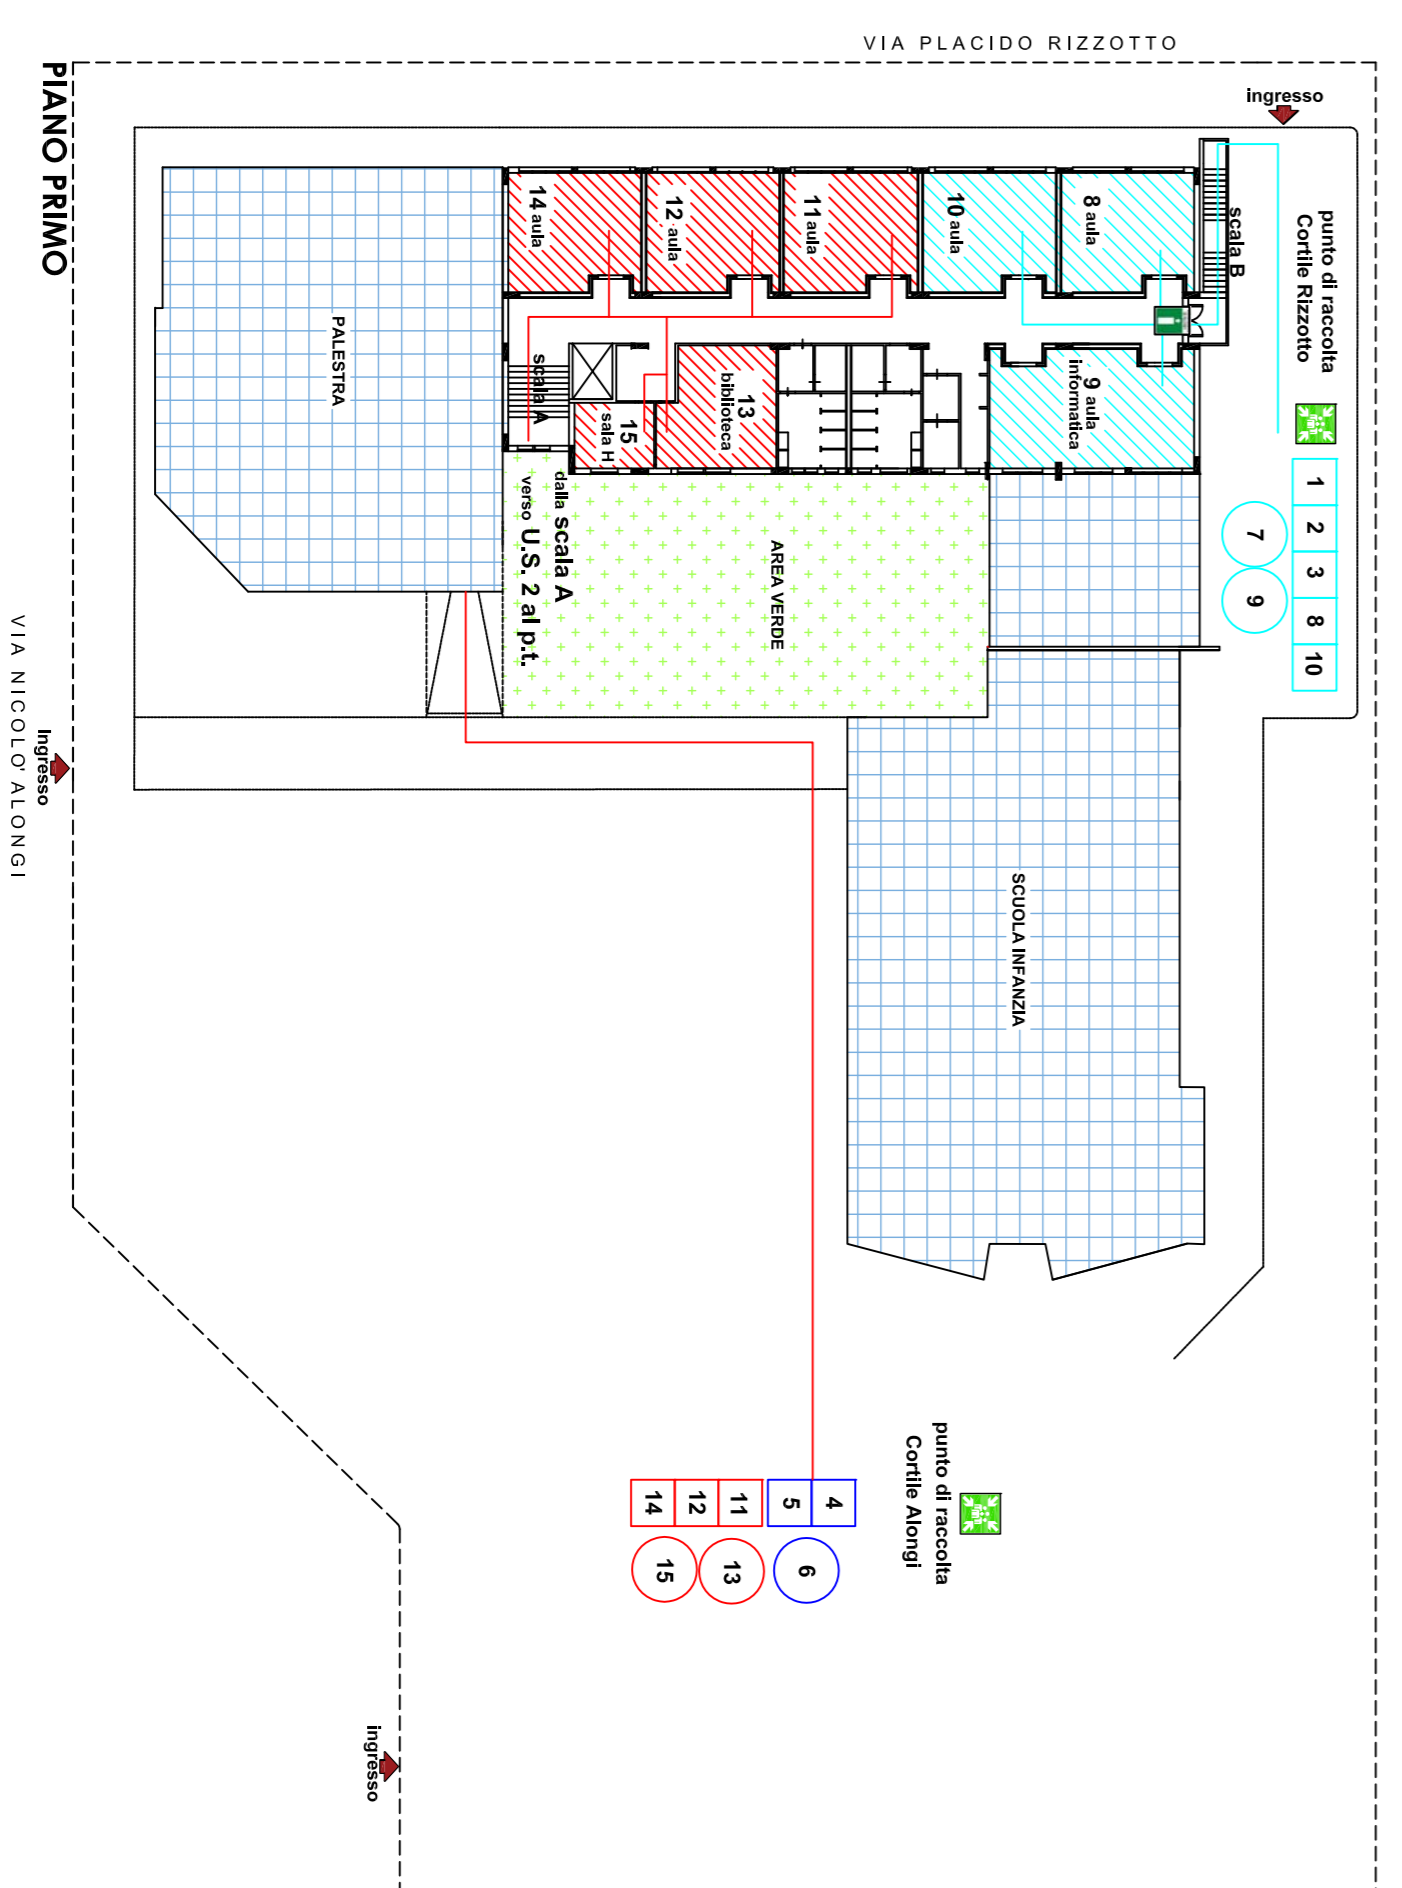 VIA PLACIDO RIZZOTTO
ingresso
PIANO PRIMO
punto di raccolta
Cortile Rizzotto
scala B
14 aula
12 aula
11 aula
10 aula
8 aula
PALESTRA
scala A
15
sala H
13
biblioteca
9 aula
informatica
1
2
3
8
10
7
9
dalla scala A
verso U.S. 2 al p.t.
AREA VERDE
VIA NICOLO' ALONGI
Ingresso
SCUOLA INFANZIA
punto di raccolta
Cortile Alongi
4
5
11
12
14
6
13
15
ingresso